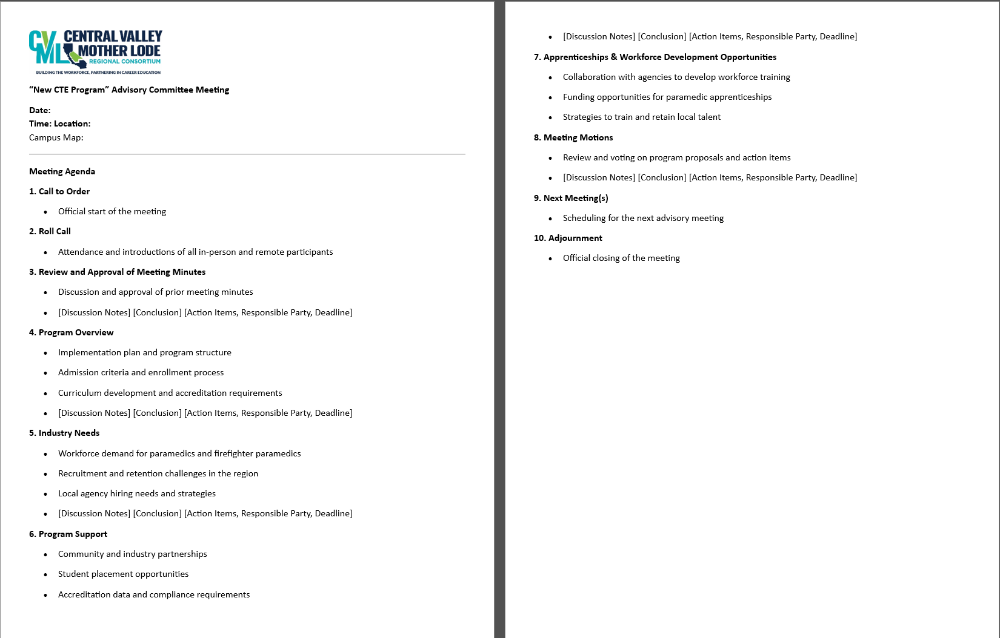 CVML
CENTRAL VALLEY
MOTHER LODE
REGIONAL CONSORTIUM
BUILDING THE WORKFORCE, PARTNERING IN CAREER EDUCATION
“New CTE Program” Advisory Committee Meeting
Date:
Time: Location:
Campus Map:
Meeting Agenda
1. Call to Order
• Official start of the meeting
2. Roll Call
• Attendance and introductions of all in-person and remote participants
3. Review and Approval of Meeting Minutes
• Discussion and approval of prior meeting minutes
• [Discussion Notes] [Conclusion] [Action Items, Responsible Party, Deadline]
4. Program Overview
• Implementation plan and program structure
• Admission criteria and enrollment process
• Curriculum development and accreditation requirements
• [Discussion Notes] [Conclusion] [Action Items, Responsible Party, Deadline]
5. Industry Needs
• Workforce demand for paramedics and firefighter paramedics
• Recruitment and retention challenges in the region
• Local agency hiring needs and strategies
• [Discussion Notes] [Conclusion] [Action Items, Responsible Party, Deadline]
6. Program Support
• Community and industry partnerships
• Student placement opportunities
• Accreditation data and compliance requirements
• [Discussion Notes] [Conclusion] [Action Items, Responsible Party, Deadline]
7. Apprenticeships & Workforce Development Opportunities
• Collaboration with agencies to develop workforce training
• Funding opportunities for paramedic apprenticeships
• Strategies to train and retain local talent
8. Meeting Motions
• Review and voting on program proposals and action items
• [Discussion Notes] [Conclusion] [Action Items, Responsible Party, Deadline]
9. Next Meeting(s)
• Scheduling for the next advisory meeting
10. Adjournment
• Official closing of the meeting